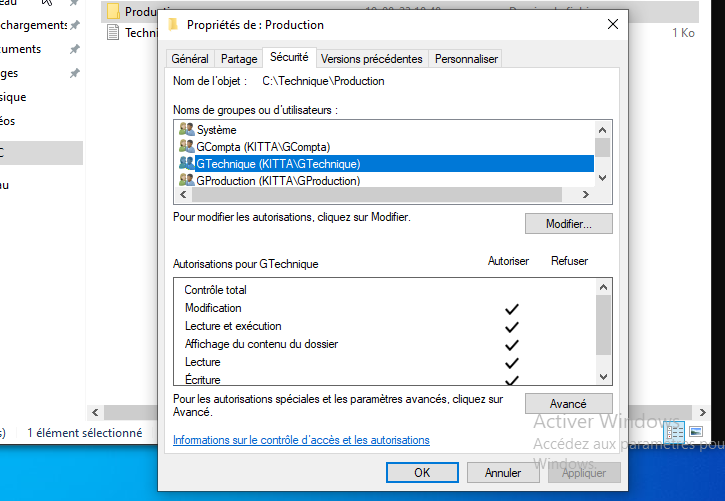 eau
Production
Propriétés de : Production
chargements
Techni
1 Ko
Général
Partage
Sécurité
Versions précédentes
Personnaliser
cuments
Nom de l'objet :
C:\Technique\Production
ges
sique
Noms de groupes ou d'utilisateurs :
éos
Système
GCompta (KITTA\GCompta)
C
GTechnique (KITTA\GTechnique)
GProduction (KITTA\GProduction)
au
Pour modifier les autorisations, cliquez sur Modifier.
Modifier...
Autorisations pour GTechnique
Autoriser
Refuser
Contrôle total
Modification
Lecture et exécution
Affichage du contenu du dossier
Lecture
Écriture
Pour les autorisations spéciales et les paramètres avancés, cliquez sur
Avancé.
Avancé
Activer Windows
s)
1 élément sélectionné
Informations sur le contrôle d'accès et les autorisations
Accédez aux paramètres pou
Windows.
OK
Annuler
Appliquer